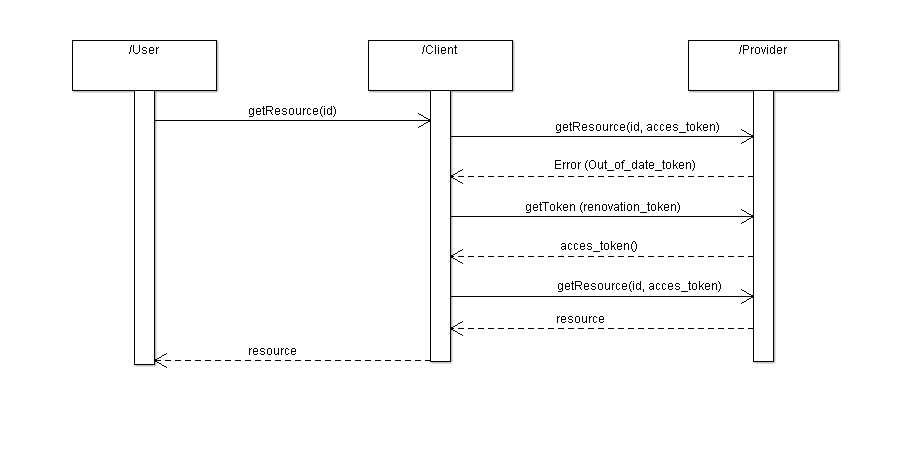 /User
/Client
/Provider
getResource(id)
getResource(id, acces_token)
Error (Out_of_date_token)
getToken (renovation_token)
acces_token()
getResource(id, acces_token)
resource
resource